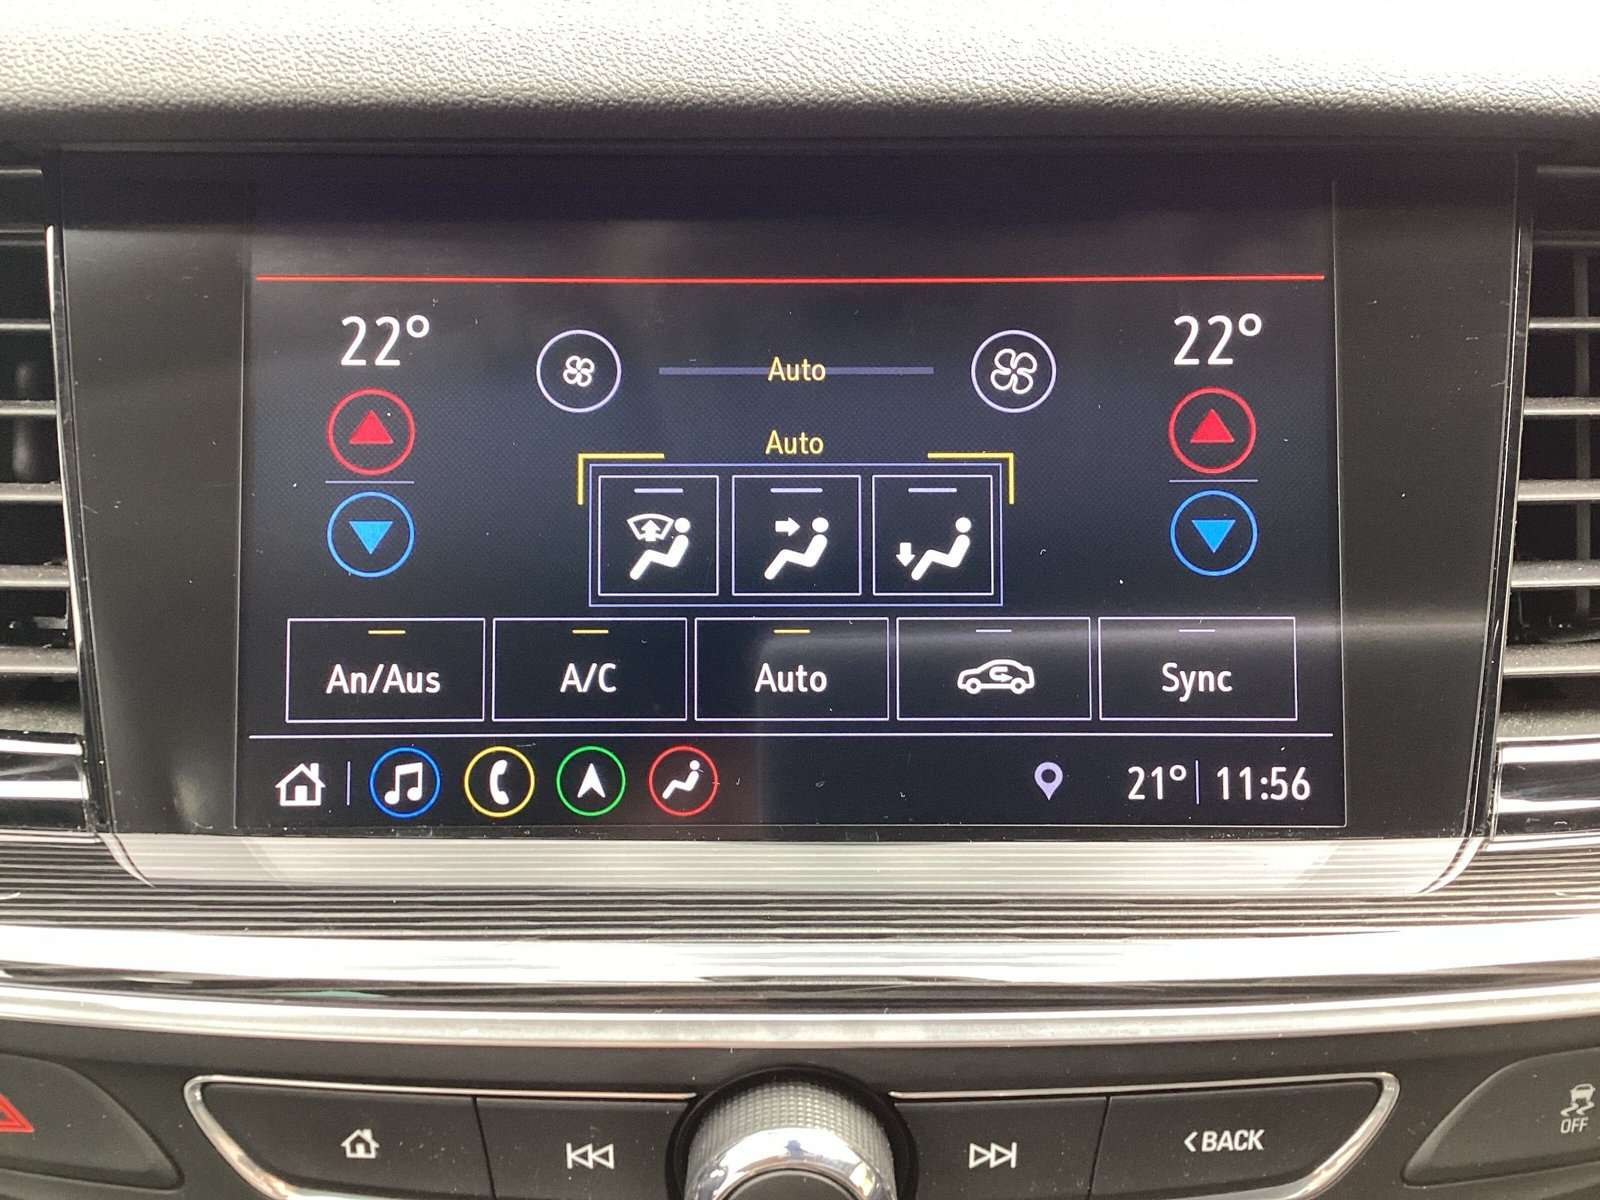 22° Auto 22°
Auto
An/Aus A/C Auto Sync
21° 11:56
BACK
OFF